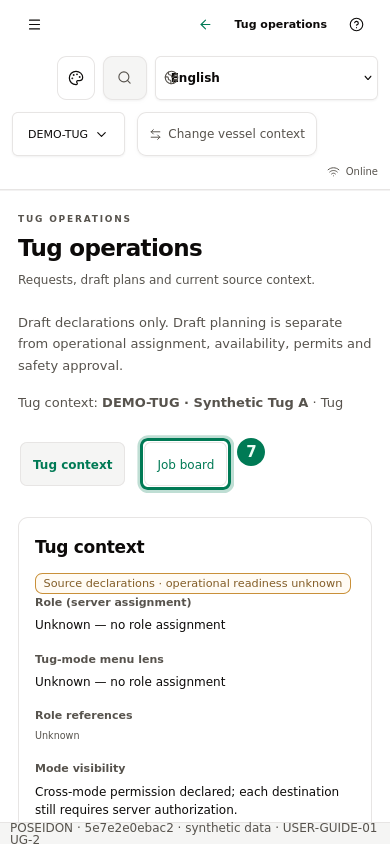 Tug operations
English
DEMO-TUG
Change vessel context
Online
TUG OPERATIONS
Tug operations
Requests, draft plans and current source context.
Draft declarations only. Draft planning is separate
from operational assignment, availability, permits and
safety approval.
Tug context: DEMO-TUG · Synthetic Tug A · Tug
Tug context
Job board
7
Tug context
Source declarations · operational readiness unknown
Role (server assignment)
Unknown — no role assignment
Tug-mode menu lens
Unknown — no role assignment
Role references
Unknown
Mode visibility
Cross-mode permission declared; each destination
still requires server authorization.
POSEIDON · 5e7e2e0ebac2 · synthetic data · USER-GUIDE-01
UG-2